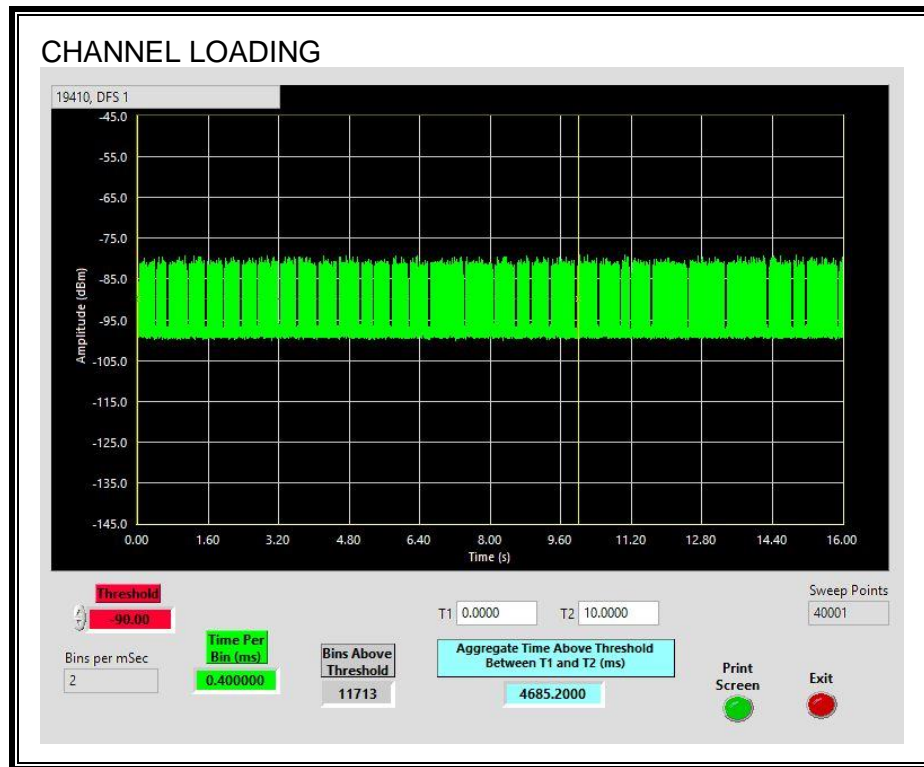 CHANNEL LOADING
19410, DFS 1
Amplitude (dBm)
-45.0
-55.0
-65.0
-75.0
-85.0
-95.0
-105.0
-115.0
-125.0
-135.0
-145.0
0.00 1.60 3.20 4.80 6.40 8.00 9.60 11.20 12.80 14.40 16.00
Time (s)
Threshold
-90.00
Bins per mSec
2
Time Per
Bin (ms)
0.400000
Bins Above
Threshold
11713
T1 0.0000 T2 10.0000
Aggregate Time Above Threshold
Between T1 and T2 (ms)
4685.2000
Sweep Points
40001
Print
Screen
Exit